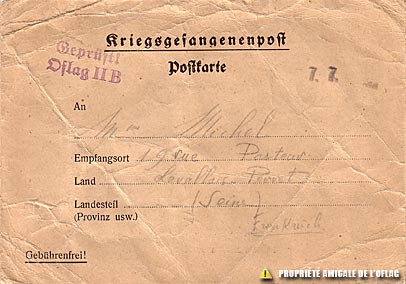 Kriegsgefangenenpost
Postkarte
Geprüft!
Oflag II B
7. 7.
An
Mr Michel
Empfangsort 19 rue Pasteur
Land Levallois Perret
Landesteil (Seine)
(Provinz usw.)
Frankreich
Gebührenfrei!
PROPRIÉTÉ AMICALE DE L'OFLAG